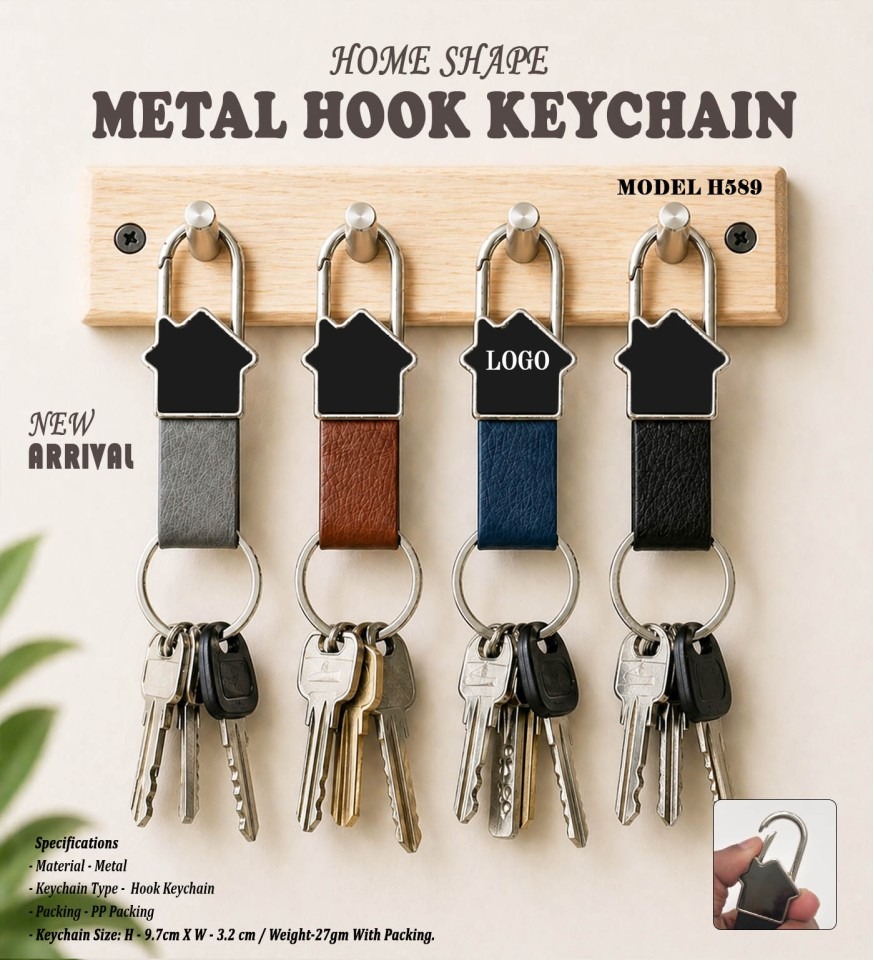 HOME SHAPE
METAL HOOK KEYCHAIN
MODEL H589
LOGO
NEW
ARRIVAL
Specifications
- Material - Metal
- Keychain Type - Hook Keychain
- Packing - PP Packing
- Keychain Size: H - 9.7cm X W - 3.2 cm / Weight-27gm With Packing.